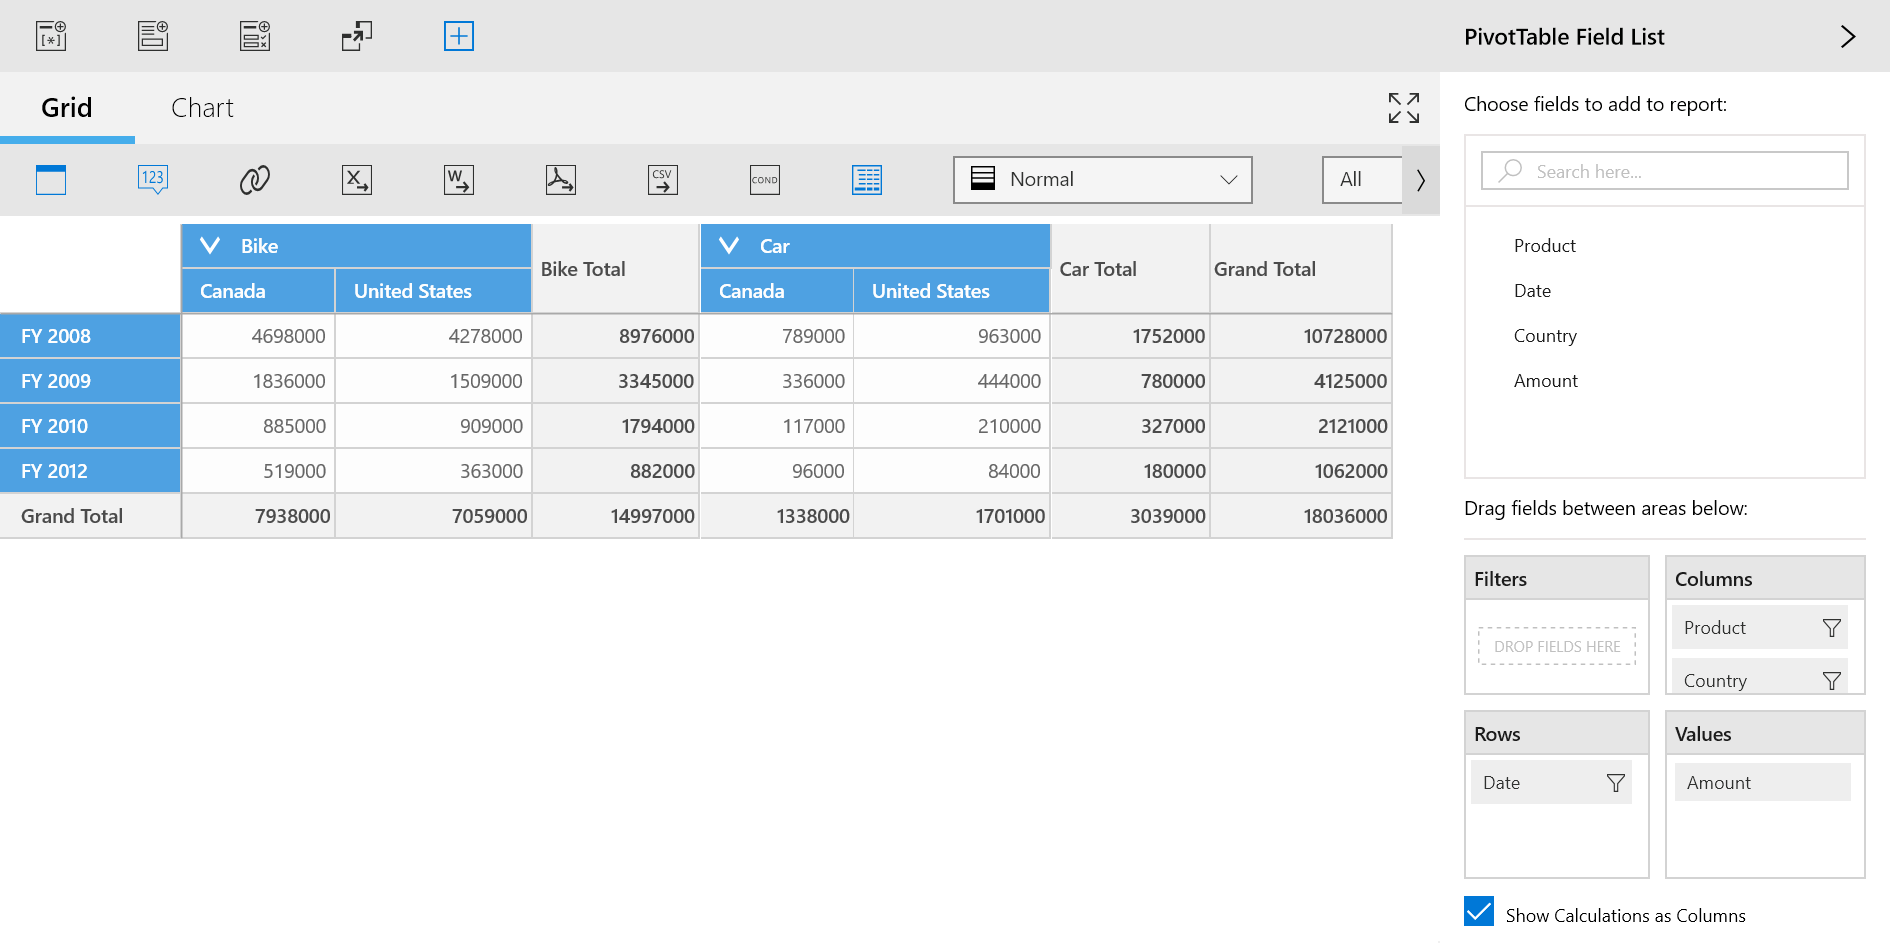 PivotTable Field List
Grid Chart
Choose fields to add to report:
Search here...
123 X W CSV COND Normal All
Product
Date
Country
Amount
Bike Bike Total Car Car Total Grand Total
Canada United States Canada United States
FY 2008 4698000 4278000 8976000 789000 963000 1752000 10728000
FY 2009 1836000 1509000 3345000 336000 444000 780000 4125000
FY 2010 885000 909000 1794000 117000 210000 327000 2121000
FY 2012 519000 363000 882000 96000 84000 180000 1062000
Grand Total 7938000 7059000 14997000 1338000 1701000 3039000 18036000
Drag fields between areas below:
Filters Columns
DROP FIELDS HERE Product
Country
Rows Values
Date Amount
Show Calculations as Columns